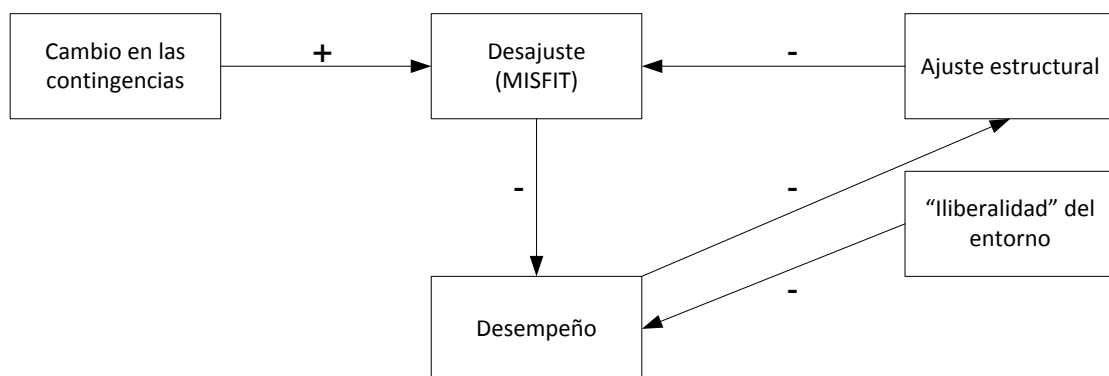 Cambio en las
contingencias
+
Desajuste
(MISFIT)
-
Ajuste estructural
-
-
“Iliberalidad” del
entorno
-
Desempeño